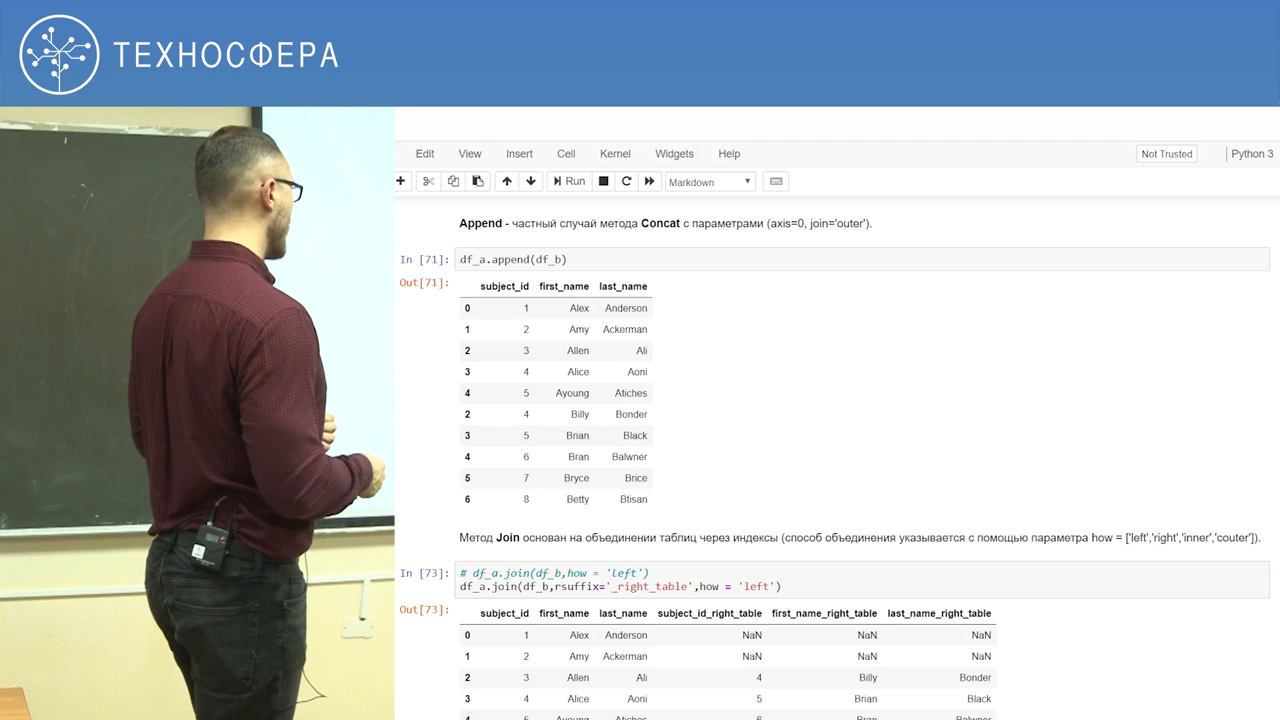 ТЕХНОСФЕРА
Edit View Insert Cell Kernel Widgets Help Not Trusted Python 3
Run Markdown
Append - частный случай метода Concat с параметрами (axis=0, join='outer').
In [71]: df_a.append(df_b)
Out[71]:
subject_id first_name last_name
0 1 Alex Anderson
1 2 Amy Ackerman
2 3 Allen Ali
3 4 Alice Aoni
4 5 Ayoung Atiches
2 4 Billy Bonder
3 5 Brian Black
4 6 Bran Balwner
5 7 Bryce Brice
6 8 Betty Btisan
Метод Join основан на объединении таблиц через индексы (способ объединения указывается с помощью параметра how = ['left','right','inner','couter']).
In [73]: # df_a.join(df_b,how = 'left')
df_a.join(df_b,rsuffix='_right_table',how = 'left')
Out[73]:
subject_id first_name last_name subject_id_right_table first_name_right_table last_name_right_table
0 1 Alex Anderson NaN NaN NaN
1 2 Amy Ackerman NaN NaN NaN
2 3 Allen Ali 4 Billy Bonder
3 4 Alice Aoni 5 Brian Black
4 5 Ayoung Atiches 6 Bran Balwner